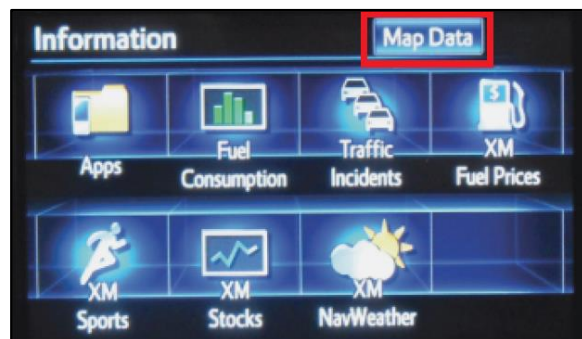 Information
Map Data
Apps
Fuel
Consumption
Traffic
Incidents
$
XM
Fuel Prices
XM
Sports
XM
Stocks
XM
NavWeather